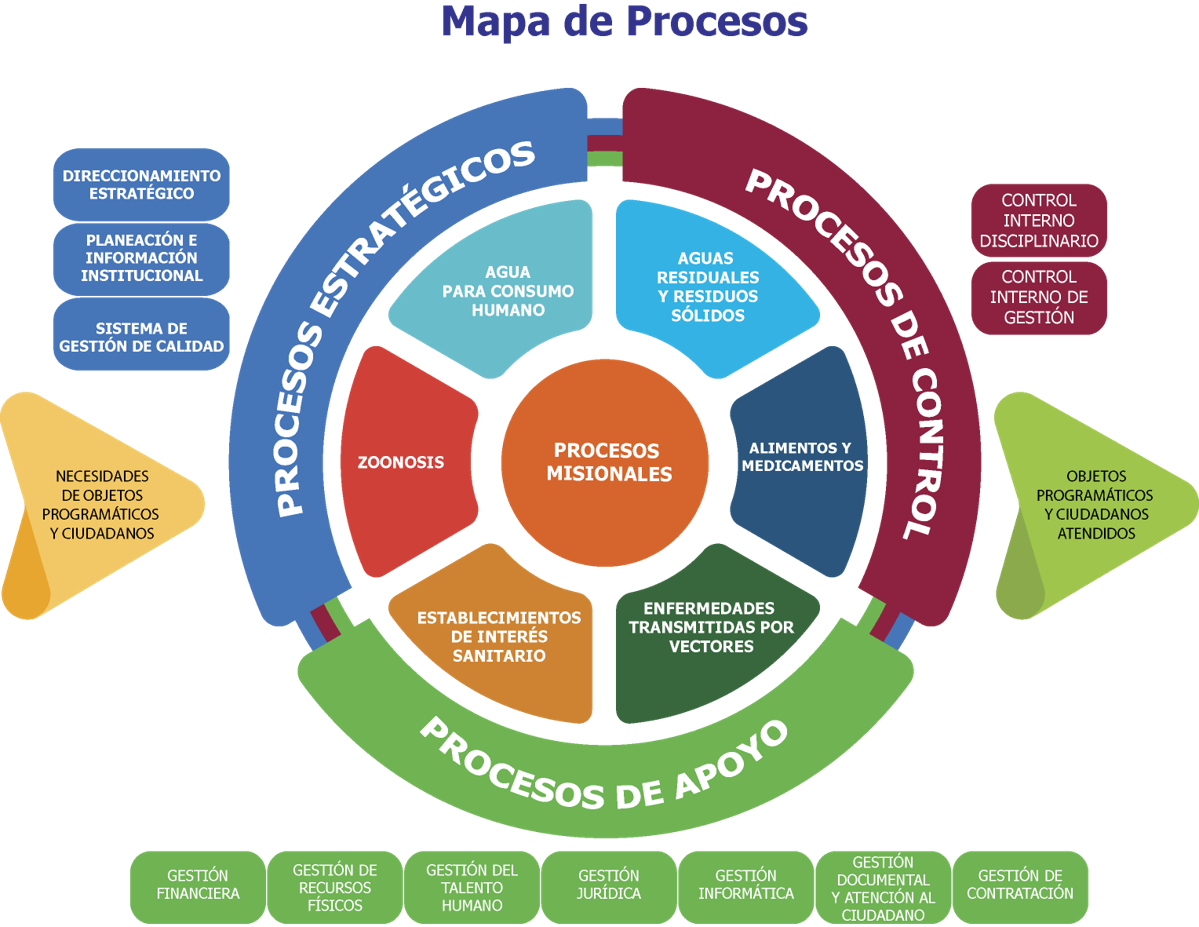 Mapa de Procesos
DIRECCIONAMIENTO
ESTRATÉGICO
PLANEACIÓN E
INFORMACIÓN
INSTITUCIONAL
SISTEMA DE
GESTIÓN DE CALIDAD
NECESIDADES
DE OBJETOS
PROGRAMÁTICOS
Y CIUDADANOS
PROCESOS ESTRATÉGICOS
PROCESOS DE CONTROL
AGUA
PARA CONSUMO
HUMANO
AGUAS
RESIDUALES
Y RESIDUOS
SÓLIDOS
ZOONOSIS
PROCESOS
MISIONALES
ALIMENTOS Y
MEDICAMENTOS
ESTABLECIMIENTOS
DE INTERÉS
SANITARIO
ENFERMEDADES
TRANSMITIDAS POR
VECTORES
PROCESOS DE APOYO
CONTROL
INTERNO
DISCIPLINARIO
CONTROL
INTERNO DE
GESTIÓN
OBJETOS
PROGRAMÁTICOS
Y CIUDADANOS
ATENDIDOS
GESTIÓN
FINANCIERA
GESTIÓN DE
RECURSOS
FÍSICOS
GESTIÓN DEL
TALENTO
HUMANO
GESTIÓN
JURÍDICA
GESTIÓN
INFORMÁTICA
GESTIÓN
DOCUMENTAL
Y ATENCIÓN AL
CIUDADANO
GESTIÓN DE
CONTRATACIÓN